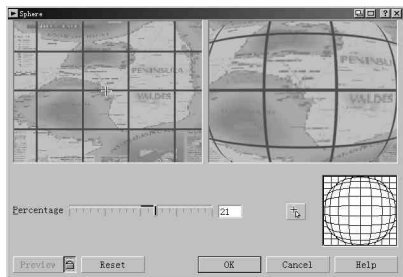 Sphere
PENINSULA
VALDES
PENINSULA
VALDES
Percentage
21
Preview
Reset
OK
Cancel
Help